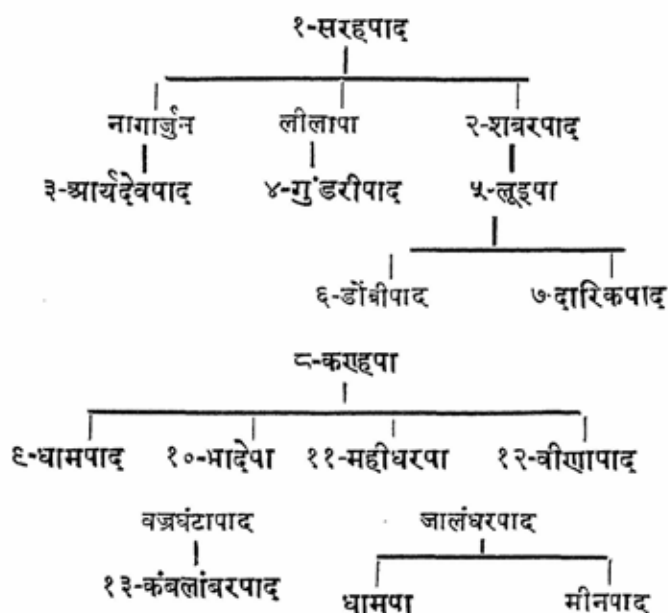 १-सरहपाद
नागार्जुन लीलापा २-शबरपाद
३-आर्यदेवपाद ४-गुंडरीपाद ५-लूइपा
६-डोंबीपाद ७-दारिकपाद
८-कण्हपा
९-धामपाद १०-भादेपा ११-महीधरपा १२-वीणापाद
वज्रघंटापाद जालंधरपाद
१३-कंबलांबरपाद धामपा मीनपाद